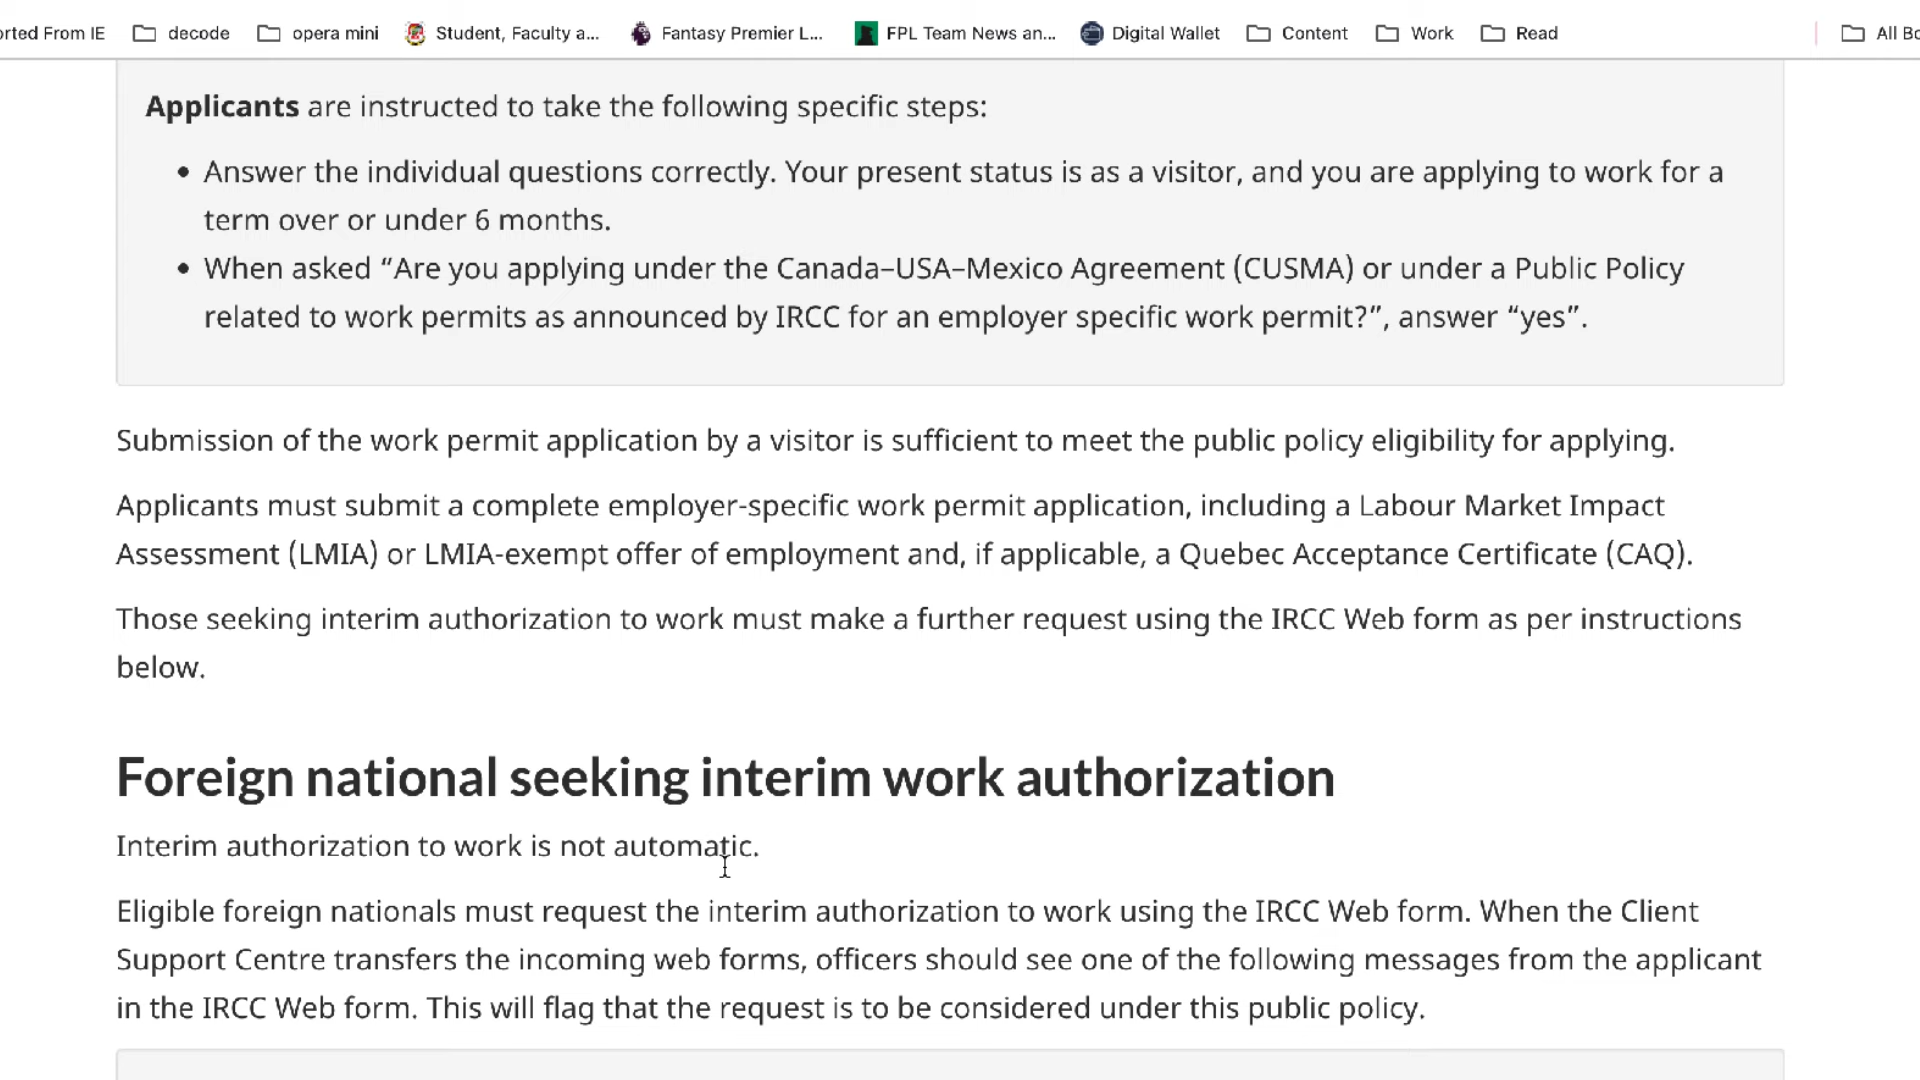 orted From IE decode opera mini Student, Faculty a... Fantasy Premier L... FPL Team News an... Digital Wallet Content Work Read All Bo
Applicants are instructed to take the following specific steps:
• Answer the individual questions correctly. Your present status is as a visitor, and you are applying to work for a
term over or under 6 months.
• When asked “Are you applying under the Canada–USA–Mexico Agreement (CUSMA) or under a Public Policy
related to work permits as announced by IRCC for an employer specific work permit?”, answer “yes”.
Submission of the work permit application by a visitor is sufficient to meet the public policy eligibility for applying.
Applicants must submit a complete employer-specific work permit application, including a Labour Market Impact
Assessment (LMIA) or LMIA-exempt offer of employment and, if applicable, a Quebec Acceptance Certificate (CAQ).
Those seeking interim authorization to work must make a further request using the IRCC Web form as per instructions
below.
Foreign national seeking interim work authorization
Interim authorization to work is not automatic.
Eligible foreign nationals must request the interim authorization to work using the IRCC Web form. When the Client
Support Centre transfers the incoming web forms, officers should see one of the following messages from the applicant
in the IRCC Web form. This will flag that the request is to be considered under this public policy.